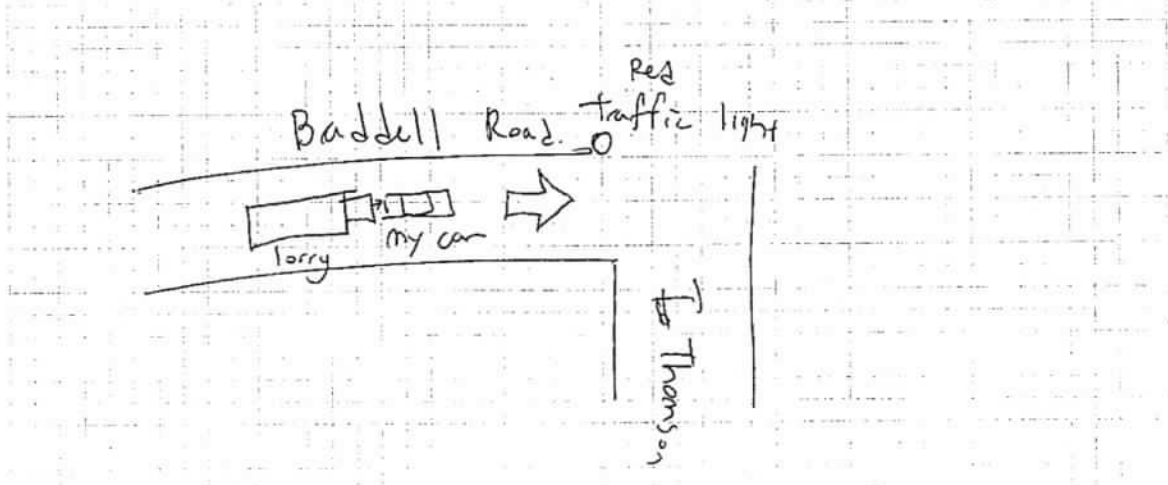 Red
traffic light
Baddell Road.
my car
lorry
To Thomson